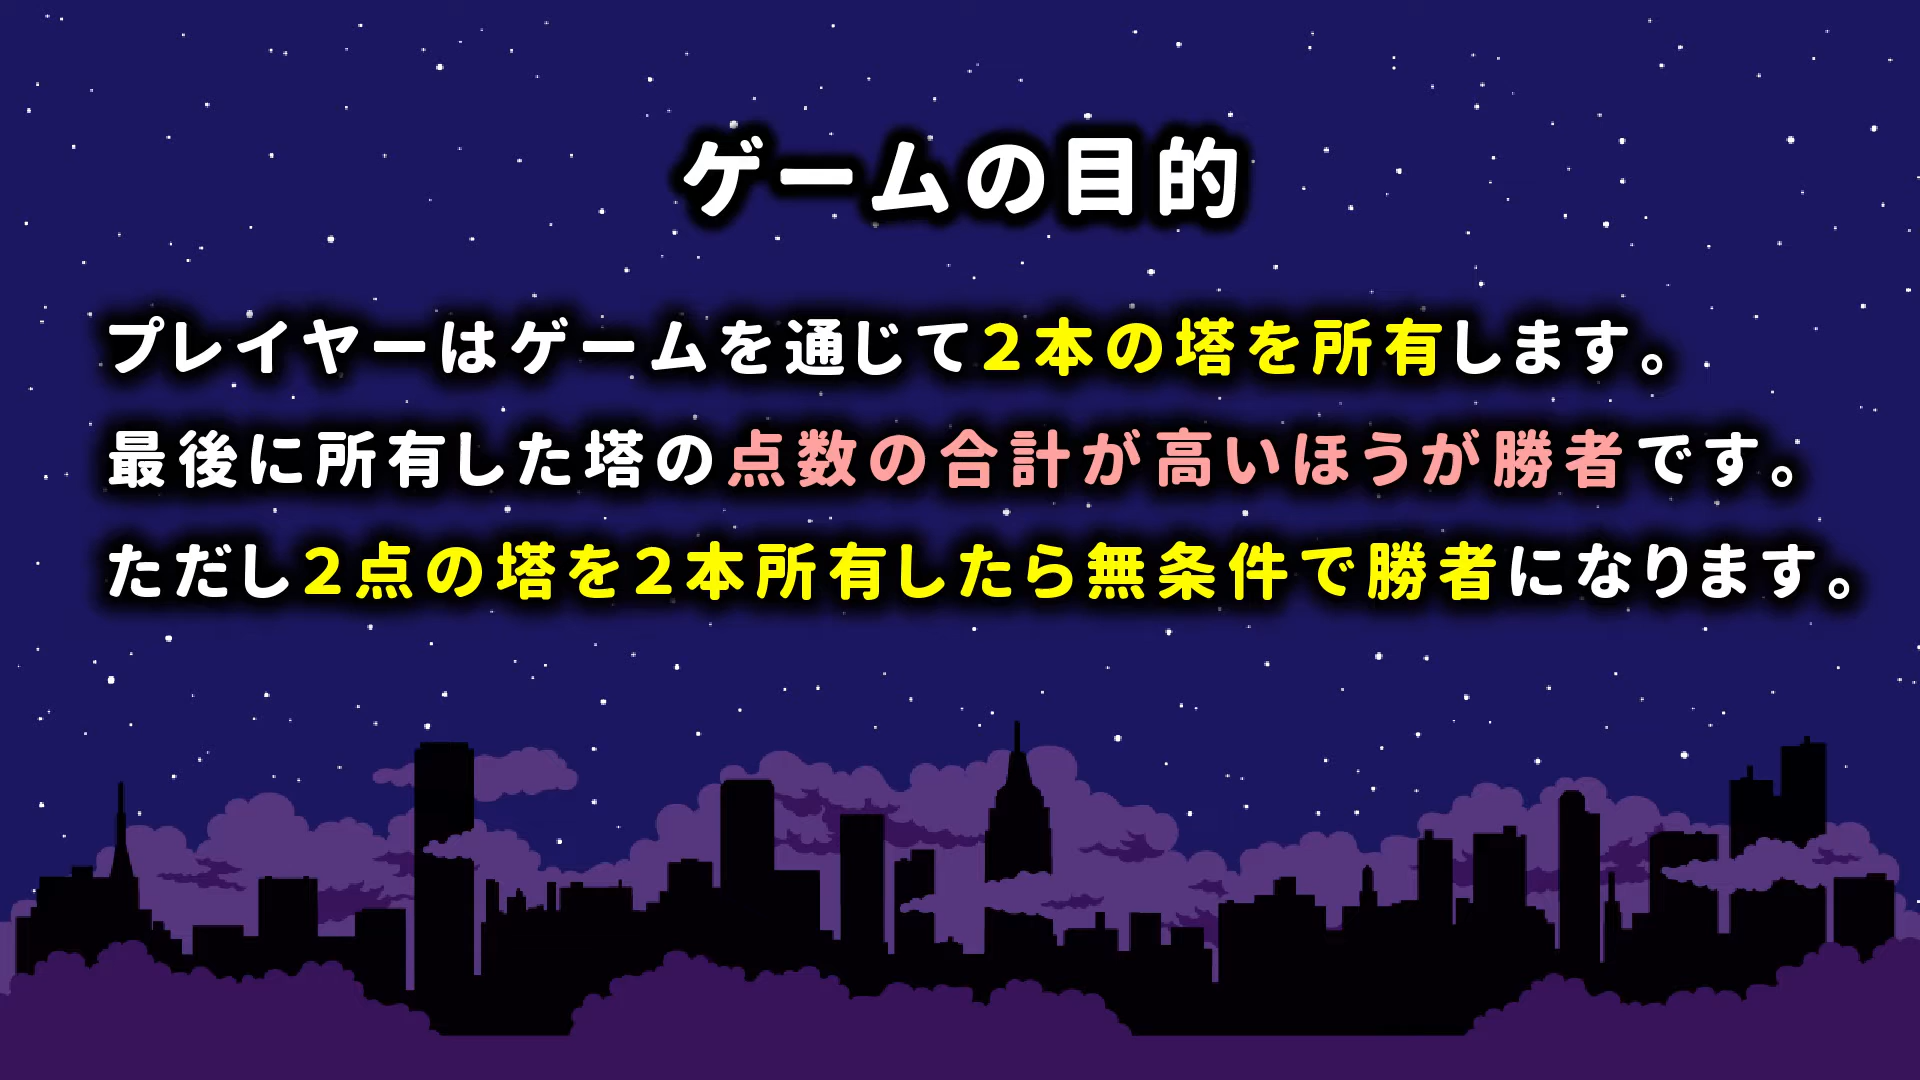 ゲームの目的
プレイヤーはゲームを通じて２本の塔を所有します。
最後に所有した塔の点数の合計が高いほうが勝者です。
ただし２点の塔を２本所有したら無条件で勝者になります。